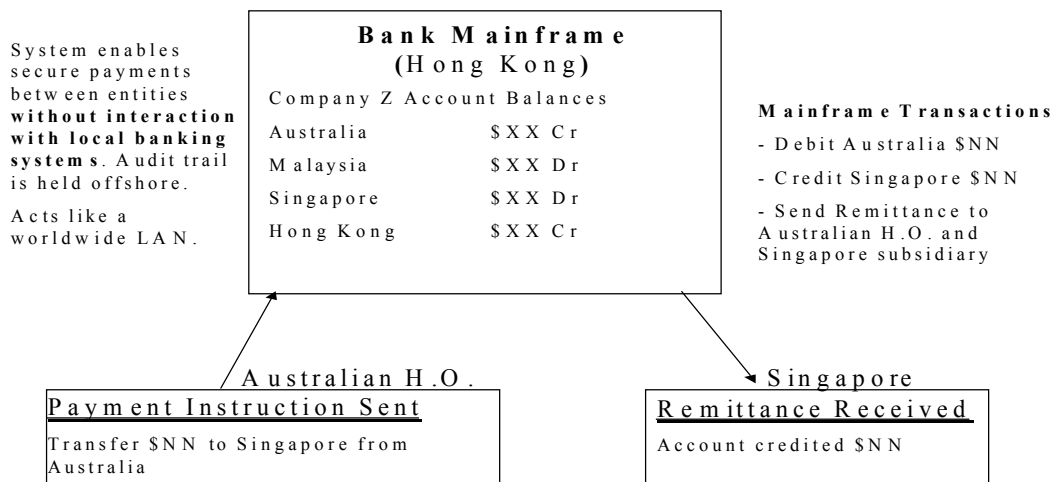 System enables
secure payments
between entities
without interaction
with local banking
systems. Audit trail
is held offshore.
Acts like a
worldwide LAN.
Bank Mainframe
(Hong Kong)
Company Z Account Balances
Australia $XX Cr
Malaysia $XX Dr
Singapore $XX Dr
Hong Kong $XX Cr
Mainframe Transactions
- Debit Australia $NN
- Credit Singapore $NN
- Send Remittance to
Australian H.O. and
Singapore subsidiary
Australian H.O.
Payment Instruction Sent
Transfer $NN to Singapore from
Australia
Singapore
Remittance Received
Account credited $NN